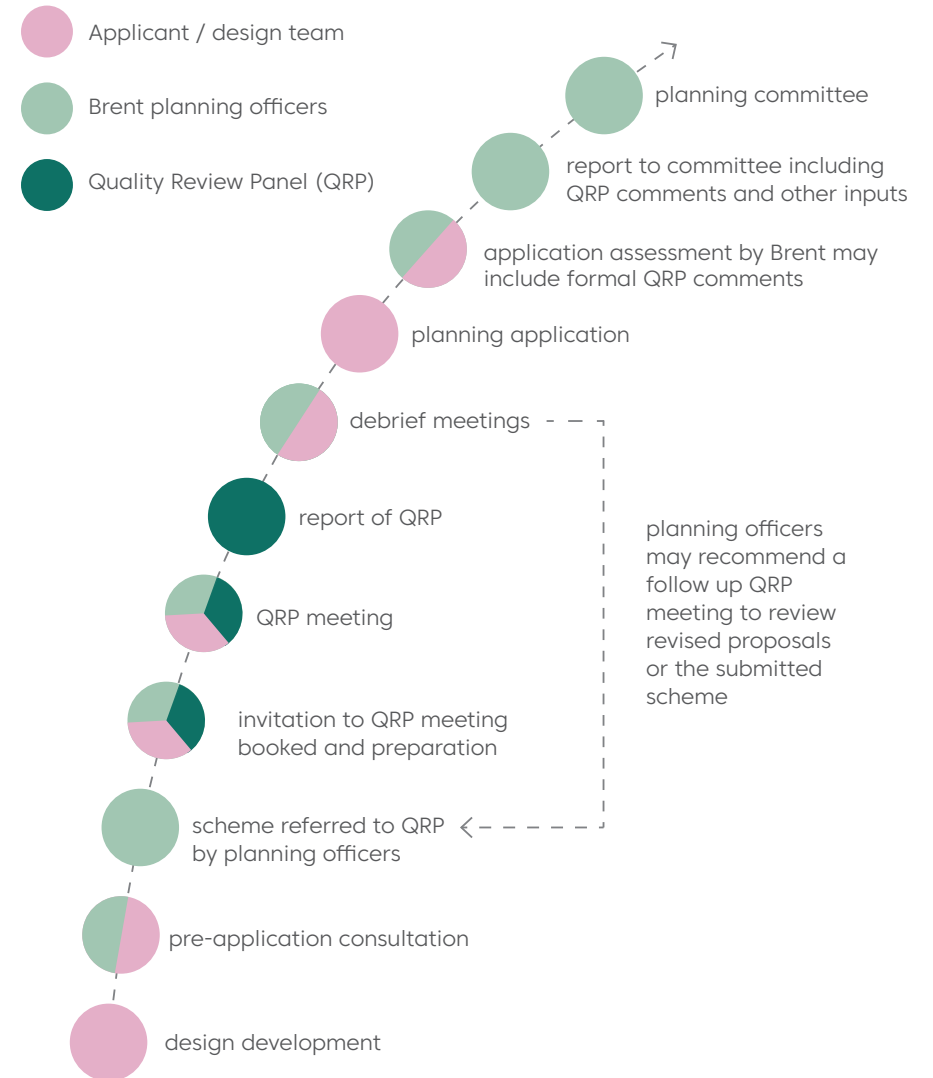 Applicant / design team
Brent planning officers
Quality Review Panel (QRP)
planning committee
report to committee including
QRP comments and other inputs
application assessment by Brent may
include formal QRP comments
planning application
debrief meetings
report of QRP
QRP meeting
invitation to QRP meeting
booked and preparation
scheme referred to QRP
by planning officers
pre-application consultation
design development
planning officers
may recommend a
follow up QRP
meeting to review
revised proposals
or the submitted
scheme